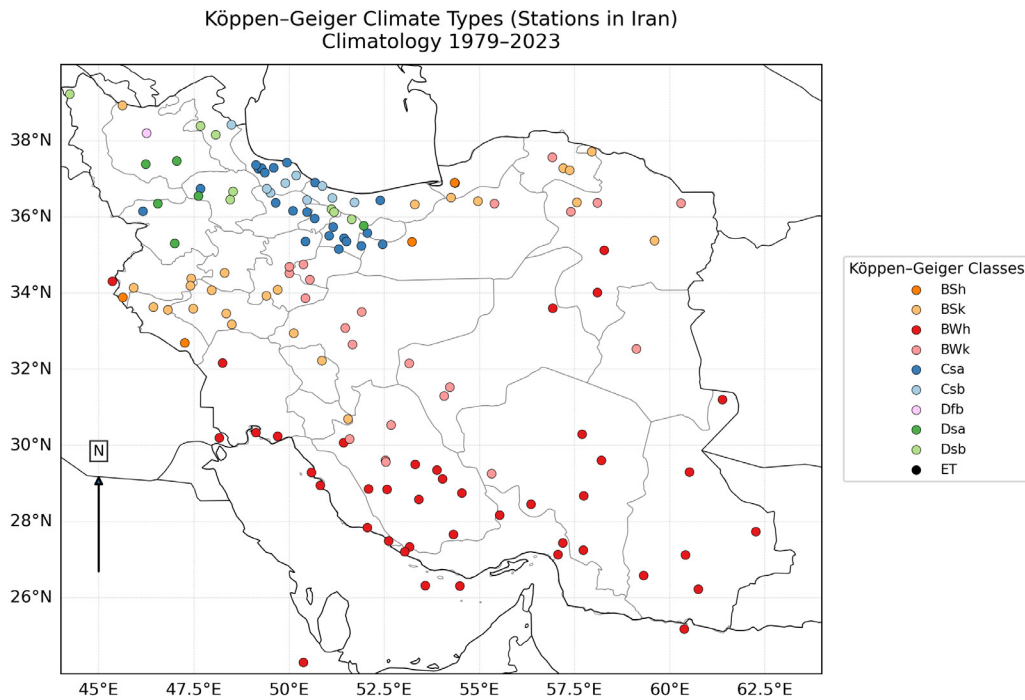 Köppen–Geiger Climate Types (Stations in Iran)
Climatology 1979–2023
38°N
36°N
34°N
32°N
30°N
28°N
26°N
N
45°E
47.5°E
50°E
52.5°E
55°E
57.5°E
60°E
62.5°E
Köppen–Geiger Classes
BSh
BSk
BWh
BWk
Csa
Csb
Dfb
Dsa
Dsb
ET